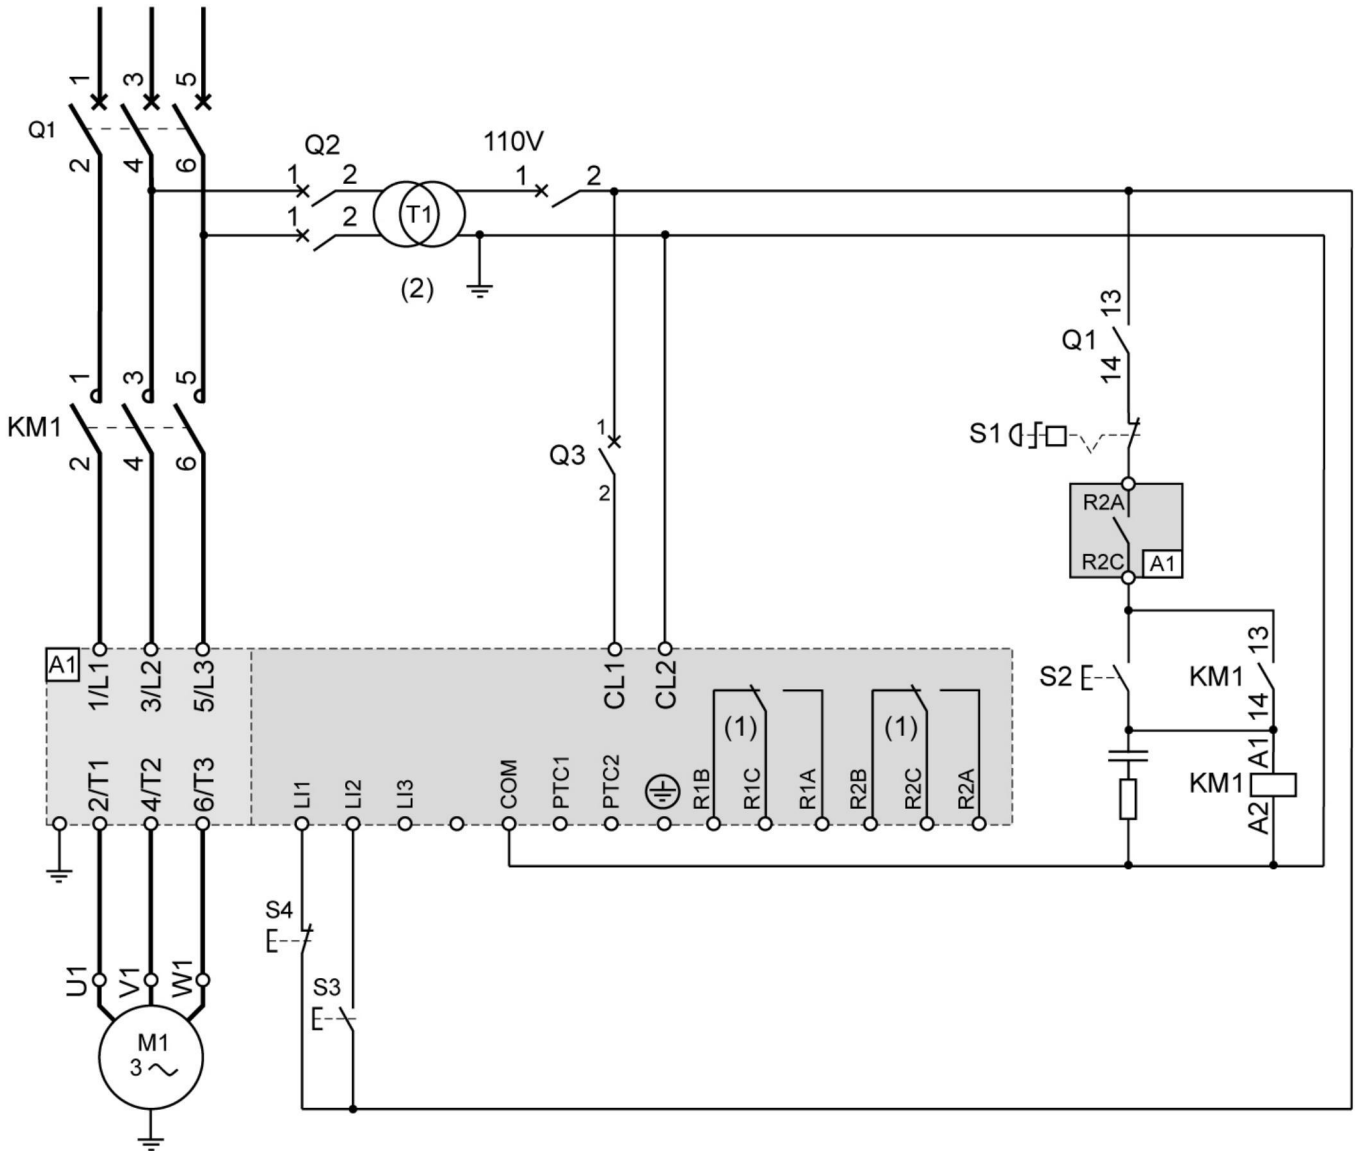 1 3 5
Q1
2 4 6
Q2
110V
1 2 1 2
T1
1 2
(2)
13
Q1
14
1 3 5
KM1
2 4 6
1
Q3
2
S1
R2A
R2C A1
13
S2 KM1
14
A1
KM1
A2
A1
1/L1 3/L2 5/L3 CL1 CL2
(1) (1)
2/T1 4/T2 6/T3 LI1 LI2 LI3 COM PTC1 PTC2 R1B R1C R1A R2B R2C R2A
S4
U1 V1 W1
S3
M1
3